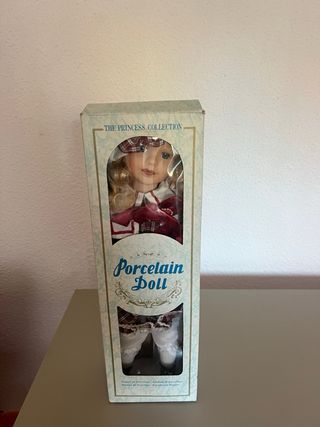 THE PRINCESS COLLECTION
Porcelain
Doll